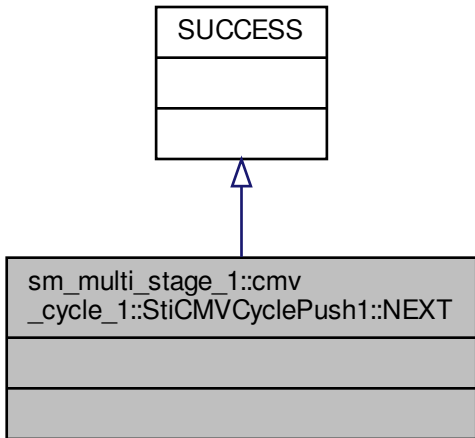 SUCCESS
sm_multi_stage_1::cmv
_cycle_1::StiCMVCyclePush1::NEXT